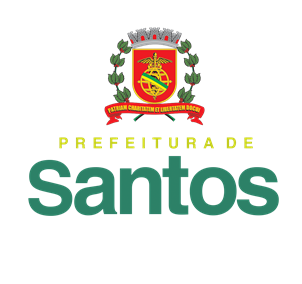 PATRIAM CHARITATEM ET LIBERTATEM DOCUI
PREFEITURA DE
Santos